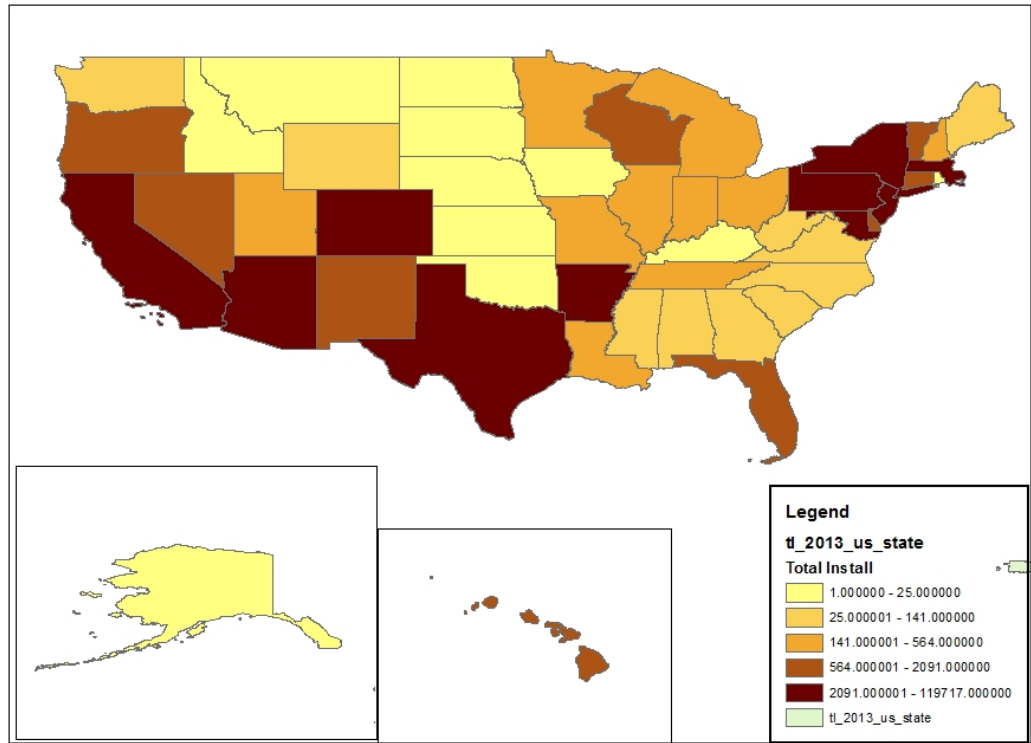 Legend
tl_2013_us_state
Total Install
1.000000 - 25.000000
25.000001 - 141.000000
141.000001 - 564.000000
564.000001 - 2091.000000
2091.000001 - 119717.000000
tl_2013_us_state